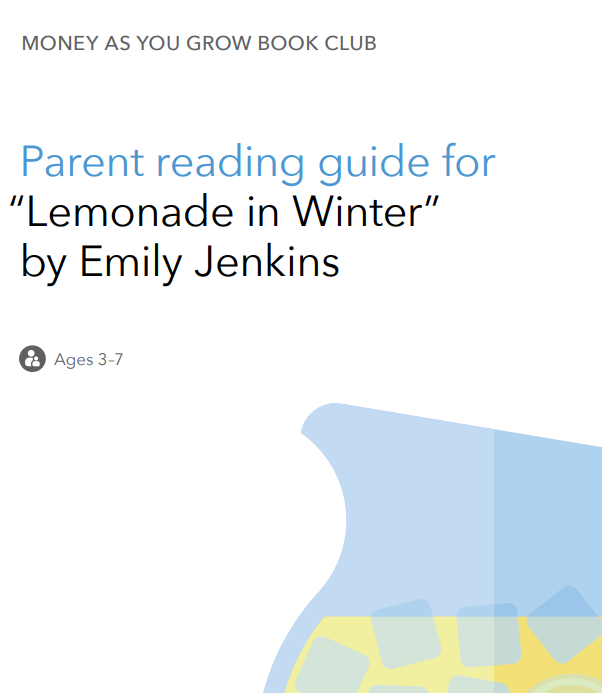 MONEY AS YOU GROW BOOK CLUB
Parent reading guide for
“Lemonade in Winter”
by Emily Jenkins
Ages 3–7